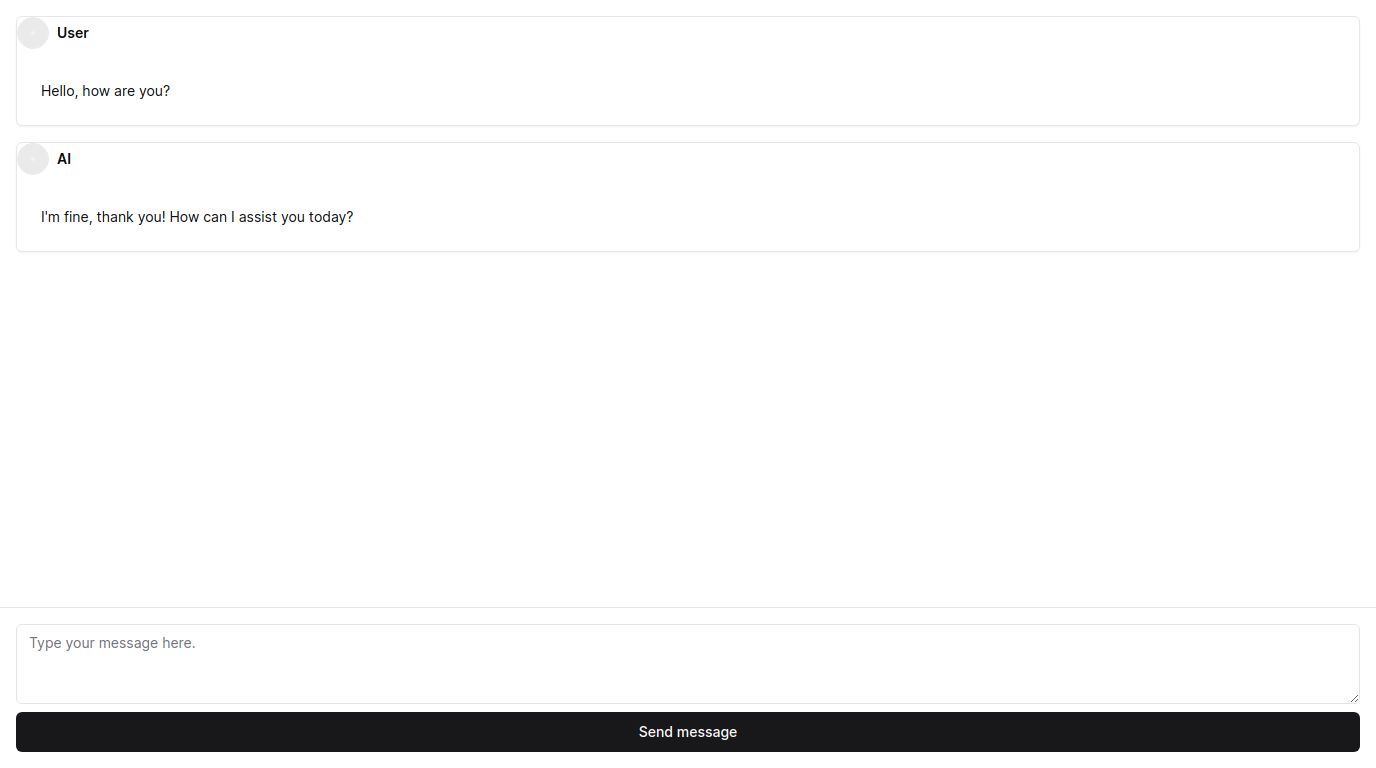 User
Hello, how are you?
AI
I'm fine, thank you! How can I assist you today?
Type your message here.
Send message